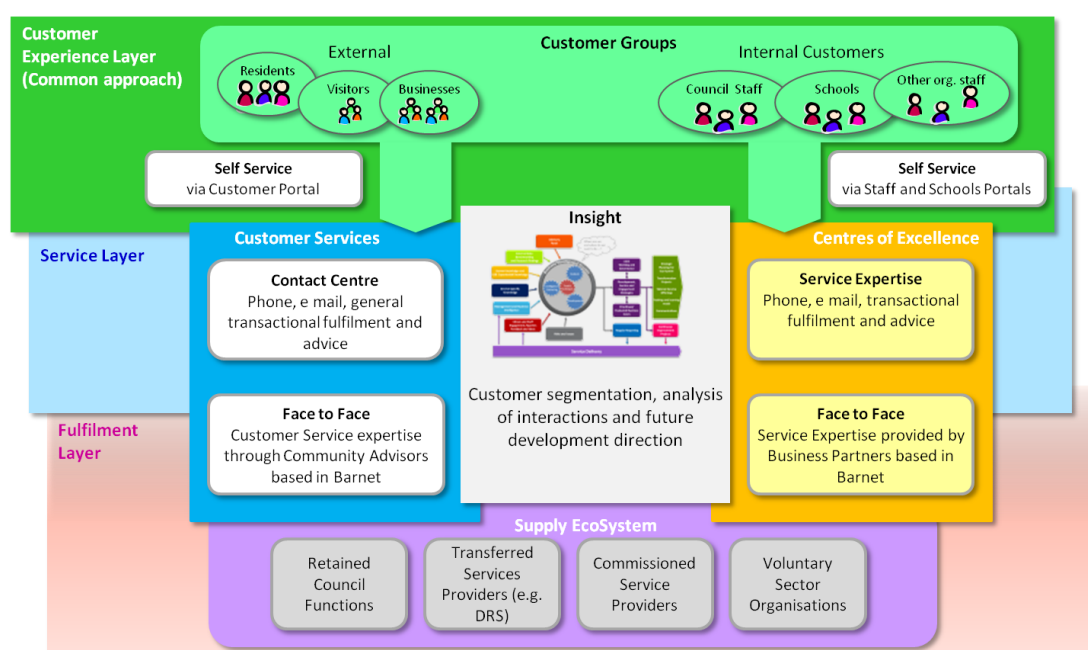 Customer
Experience Layer
(Common approach)
Customer Groups
External
Internal Customers
Residents
Visitors
Businesses
Council Staff
Schools
Other org. staff
Self Service
via Customer Portal
Self Service
via Staff and Schools Portals
Service Layer
Customer Services
Insight
Centres of Excellence
Contact Centre
Phone, e mail, general
transactional fulfilment and
advice
Service Expertise
Phone, e mail, transactional
fulfilment and advice
Service Delivery
Customer segmentation, analysis
of interactions and future
development direction
Face to Face
Customer Service expertise
through Community Advisors
based in Barnet
Face to Face
Service Expertise provided by
Business Partners based in
Barnet
Fulfilment
Layer
Supply EcoSystem
Retained
Council
Functions
Transferred
Services
Providers (e.g.
DRS)
Commissioned
Service
Providers
Voluntary
Sector
Organisations